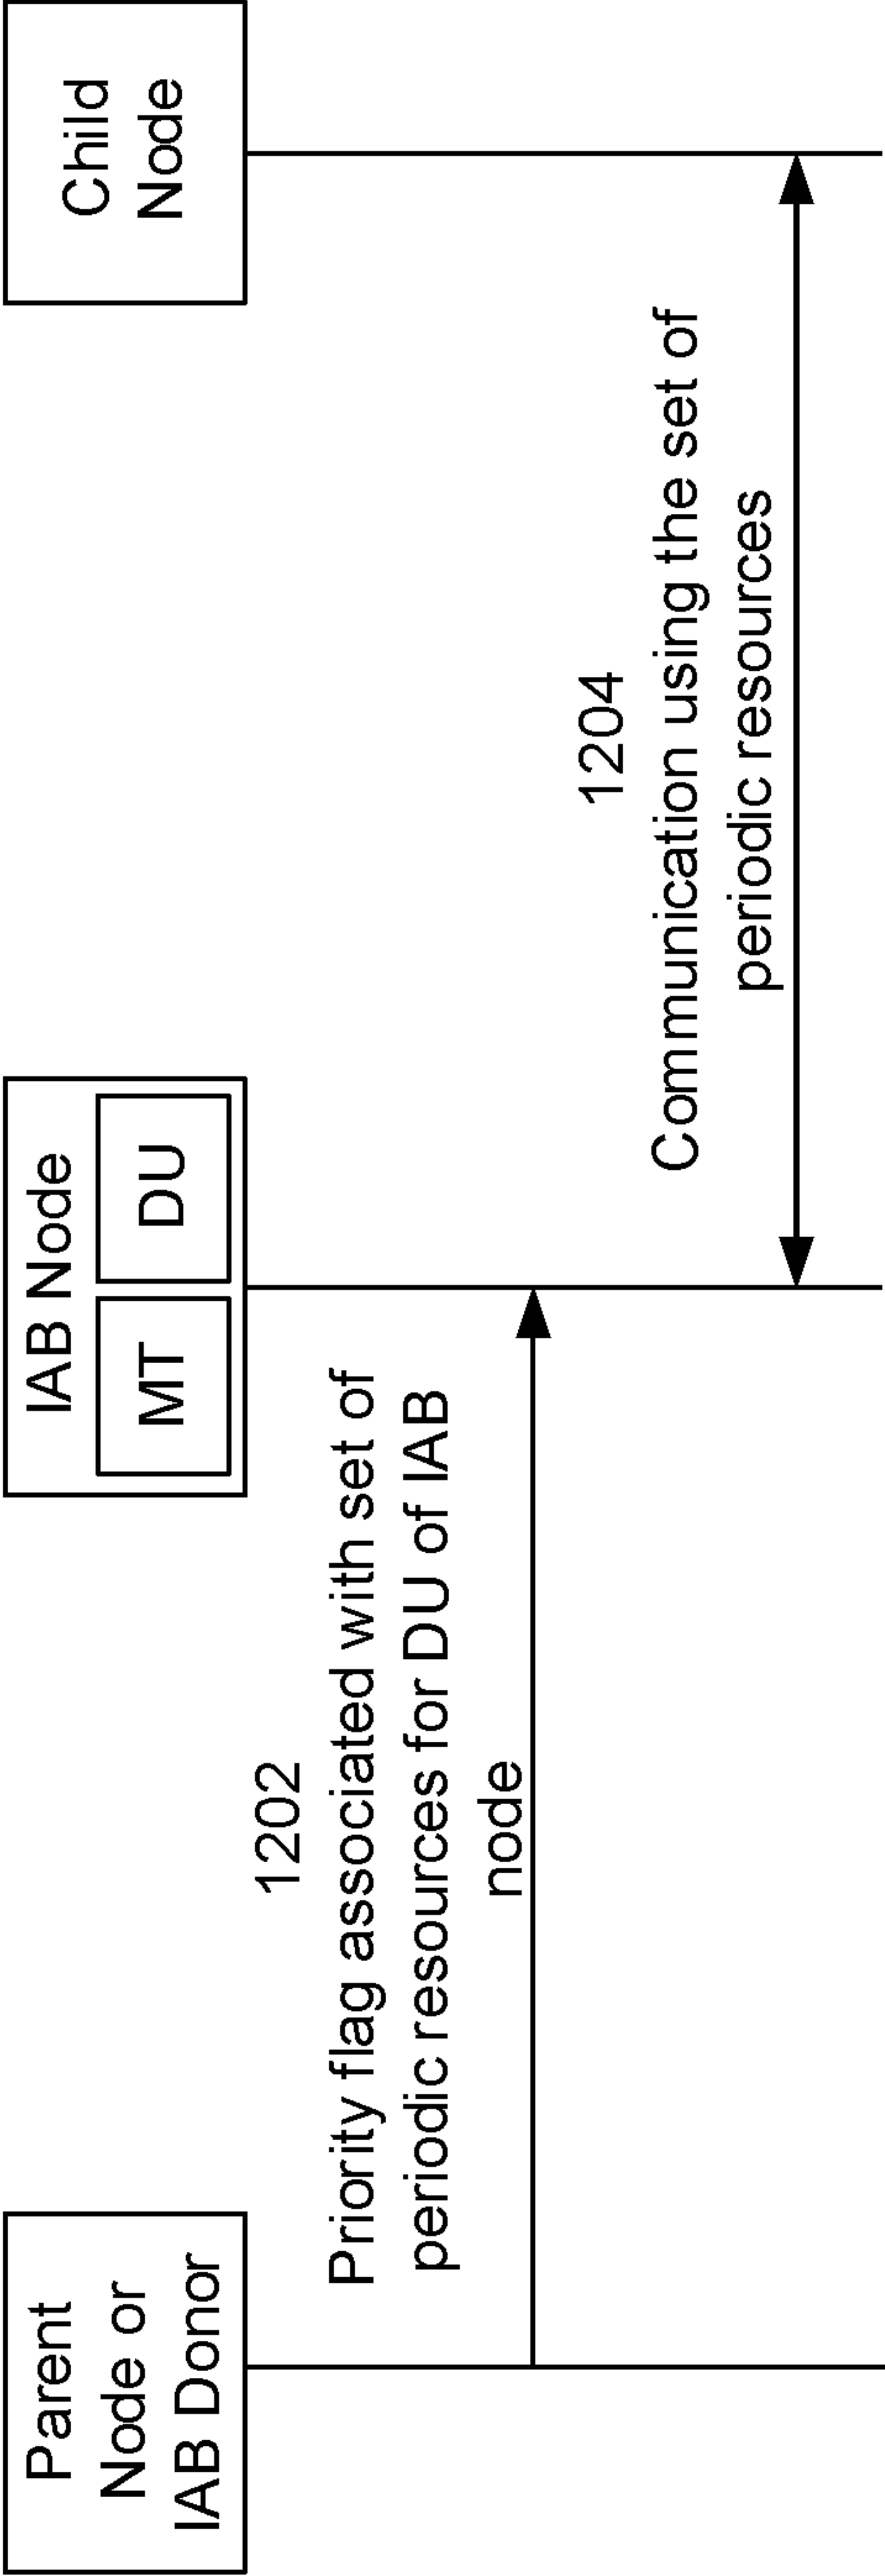 Parent
Node or
IAB Donor
IAB Node
MT
DU
Child
Node
1202
Priority flag associated with set of
periodic resources for DU of IAB
node
1204
Communication using the set of
periodic resources